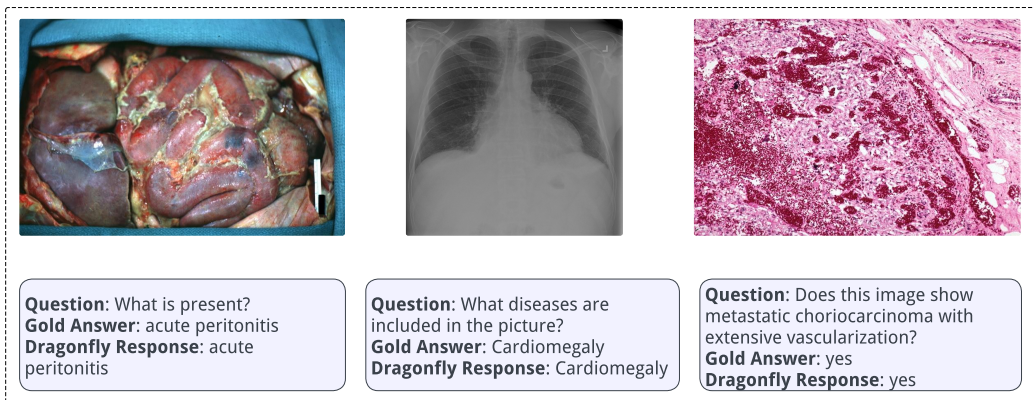 Question: What is present?
Gold Answer: acute peritonitis
Dragonfly Response: acute
peritonitis
Question: What diseases are
included in the picture?
Gold Answer: Cardiomegaly
Dragonfly Response: Cardiomegaly
Question: Does this image show
metastatic choriocarcinoma with
extensive vascularization?
Gold Answer: yes
Dragonfly Response: yes